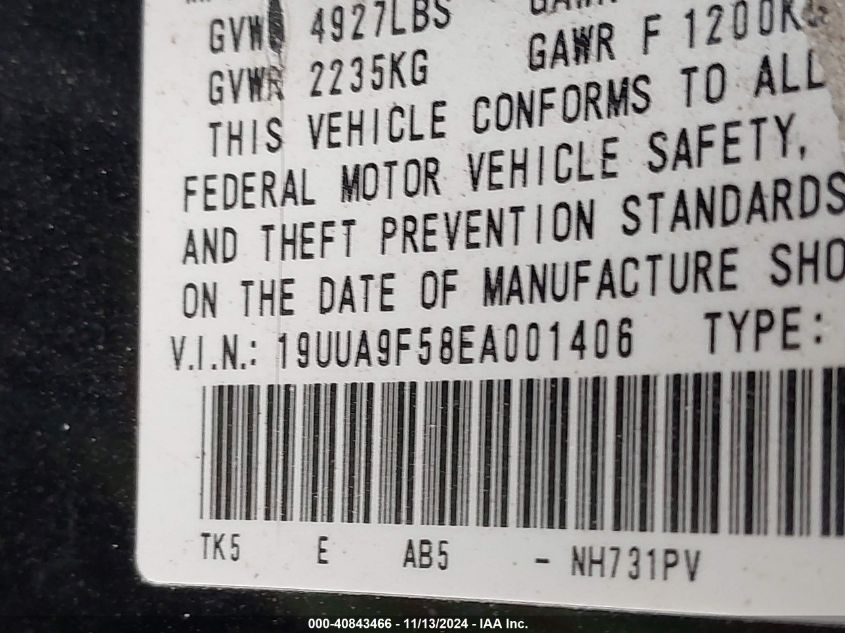 GVWR 4927LBS
GVWR 2235KG GAWR F 1200KG
THIS VEHICLE CONFORMS TO ALL
FEDERAL MOTOR VEHICLE SAFETY,
AND THEFT PREVENTION STANDARDS
ON THE DATE OF MANUFACTURE SHO
V.I.N.: 19UUA9F58EA001406 TYPE:
TK5 E AB5 - NH731PV
000-40843466 - 11/13/2024 - IAA Inc.